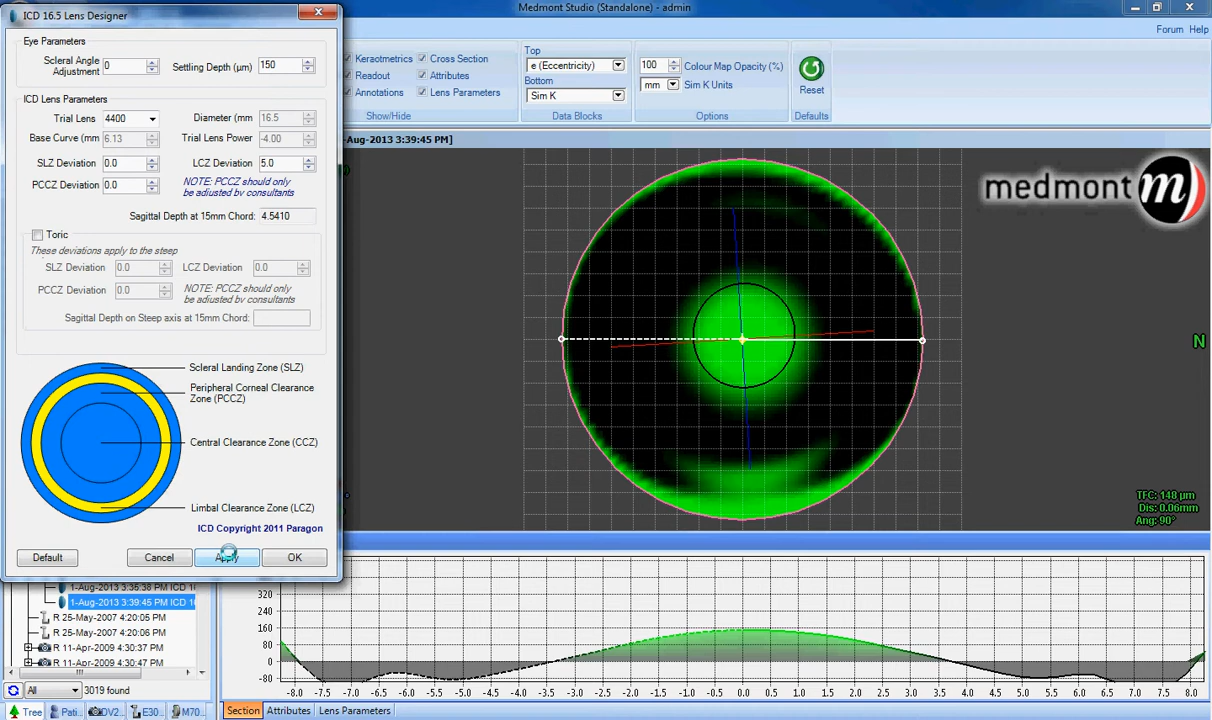 ICD 16.5 Lens Designer
Medmont Studio (Standalone) - admin
Forum Help
Eye Parameters
Scleral Angle Adjustment 0
Settling Depth (µm) 150
ICD Lens Parameters
Trial Lens 4400
Diameter (mm 16.5
Base Curve (mm 6.13
Trial Lens Power -4.00
SLZ Deviation 0.0
LCZ Deviation 5.0
PCCZ Deviation 0.0
NOTE: PCCZ should only
be adjusted by consultants
Sagittal Depth at 15mm Chord: 4.5410
Toric
These deviations apply to the steep
SLZ Deviation 0.0
LCZ Deviation 0.0
PCCZ Deviation 0.0
NOTE: PCCZ should only
be adjusted by consultants
Sagittal Depth on Steep axis at 15mm Chord:
Scleral Landing Zone (SLZ)
Peripheral Corneal Clearance
Zone (PCCZ)
Central Clearance Zone (CCZ)
Limbal Clearance Zone (LCZ)
ICD Copyright 2011 Paragon
Default
Cancel
Apply
OK
Keraotmetrics
Cross Section
Readout
Attributes
Annotations
Lens Parameters
Show/Hide
Top
e (Eccentricity)
Bottom
Sim K
Data Blocks
100 Colour Map Opacity (%)
mm Sim K Units
Options
Reset
Defaults
-Aug-2013 3:39:45 PM]
medmont m
N
TFC: 148 µm
Dis: 0.06mm
Ang: 90°
1-Aug-2013 3:35:38 PM ICD 1
1-Aug-2013 3:39:45 PM ICD 1
R 25-May-2007 4:20:05 PM
R 25-May-2007 4:20:06 PM
R 11-Apr-2009 4:30:37 PM
R 11-Apr-2009 4:30:47 PM
All
3019 found
Tree
Pati...
DV2...
E30...
M70...
320
240
160
80
0
-80
-8.0 -7.5 -7.0 -6.5 -6.0 -5.5 -5.0 -4.5 -4.0 -3.5 -3.0 -2.5 -2.0 -1.5 -1.0 -0.5 0.0 0.5 1.0 1.5 2.0 2.5 3.0 3.5 4.0 4.5 5.0 5.5 6.0 6.5 7.0 7.5 8.0
Section
Attributes
Lens Parameters